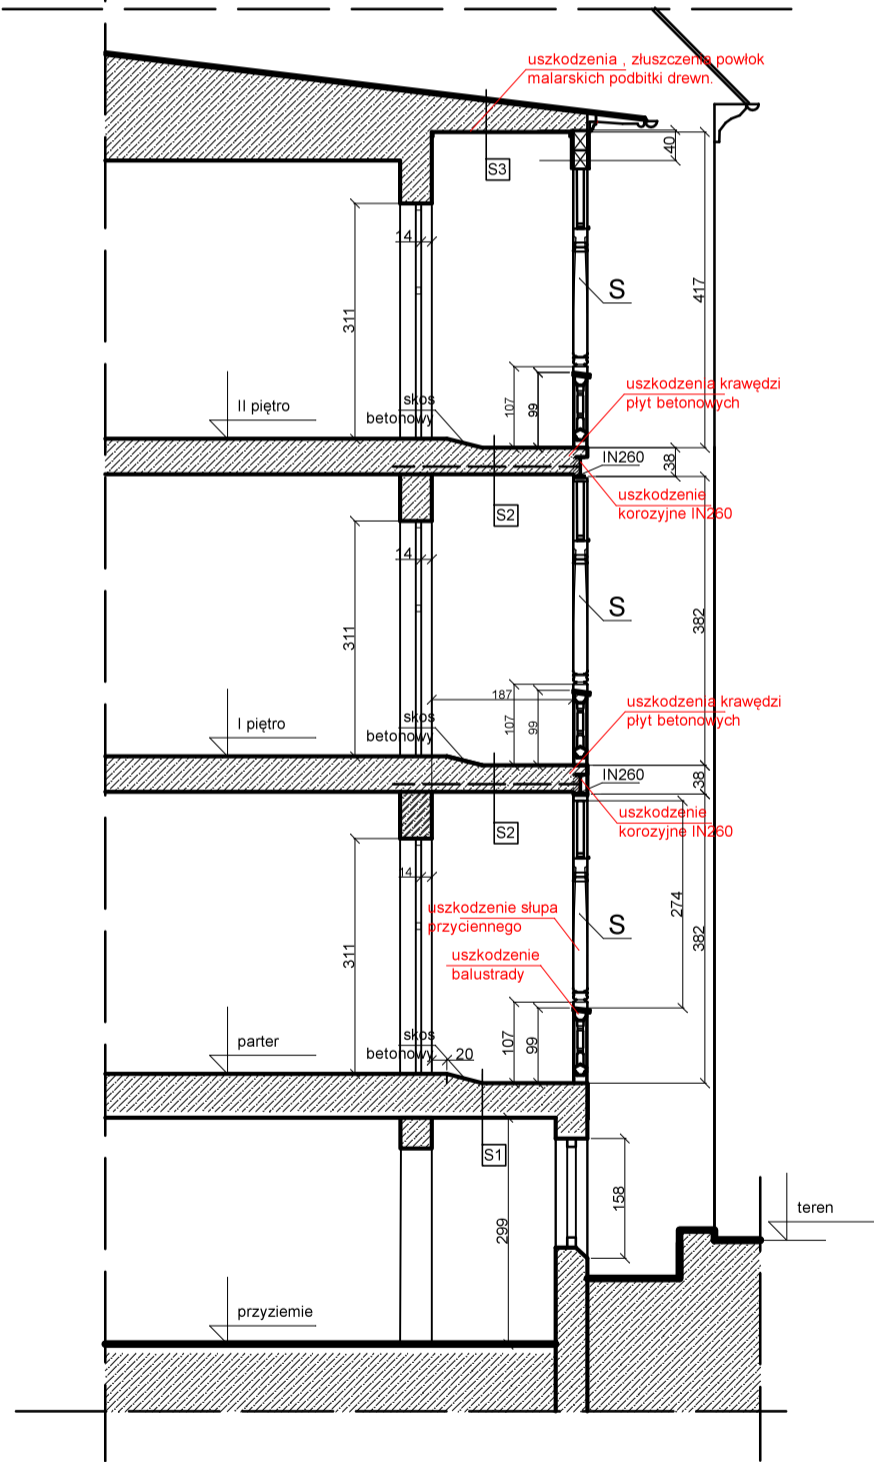 uszkodzenia , złuszczenia powłok
malarskich podbitki drewn.
40
S3
14
S
417
311
uszkodzenia krawędzi
płyt betonowych
II piętro
skos
betonowy
107
99
IN260
38
uszkodzenie
korozyjne IN260
S2
14
S
382
311
187
uszkodzenia krawędzi
płyt betonowych
I piętro
skos
betonowy
107
99
IN260
38
uszkodzenie
korozyjne IN260
S2
14
274
uszkodzenie słupa
przyciennego
S
382
311
uszkodzenie
balustrady
parter
skos
betonowy
20
107
99
S1
158
299
teren
przyziemie